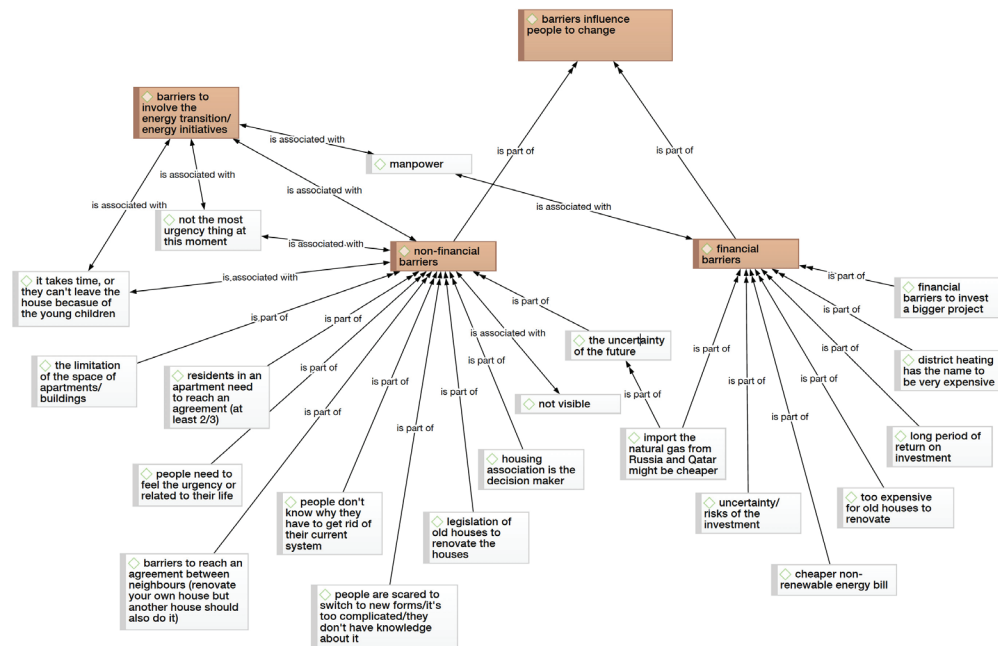 barriers influence
people to change
barriers to
involve the
energy transition/
energy initiatives
is associated with
manpower
is part of
is part of
is associated with
is associated with
is associated with
is associated with
not the most
urgency thing at
this moment
is associated with
non-financial
barriers
financial
barriers
it takes time, or
they can't leave the
house becasue of
the young children
is associated with
is part of
financial
barriers to invest
a bigger project
is part of
is part of
is part of
is part of
is associated with
the uncertainty
of the future
is part of
is part of
is part of
the limitation
of the space of
apartments/
buildings
residents in an
apartment need
to reach an
agreement (at
least 2/3)
is part of
is part of
district heating
has the name to
be very expensive
is part of
is part of
is part of
not visible
is part of
is part of
is part of
import the
natural gas from
Russia and Qatar
might be cheaper
long period of
return on
investment
people need to
feel the urgency or
related to their life
housing
association is the
decision maker
people don't
know why they
have to get rid of
their current
system
uncertainty/
risks of the
investment
too expensive
for old houses to
renovate
legislation of
old houses to
renovate the
houses
barriers to reach an
agreement between
neighbours (renovate
your own house but
another house should
also do it)
cheaper non-
renewable energy bill
people are scared to
switch to new forms/it's
too complicated/they
don't have knowledge
about it